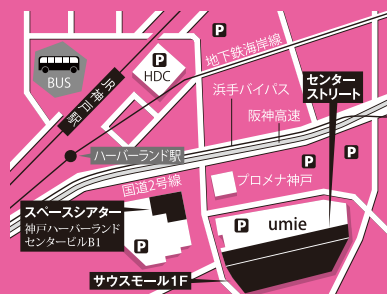 P
地下鉄海岸線
P
HDC
BUS
JR神戸駅
センター
ストリート
浜手バイパス
阪神高速
ハーバーランド駅
P
P
国道2号線
P
プロメナ神戸
スペースシアター
神戸ハーバーランド
センタービルB1
P
P
umie
サウスモール1F